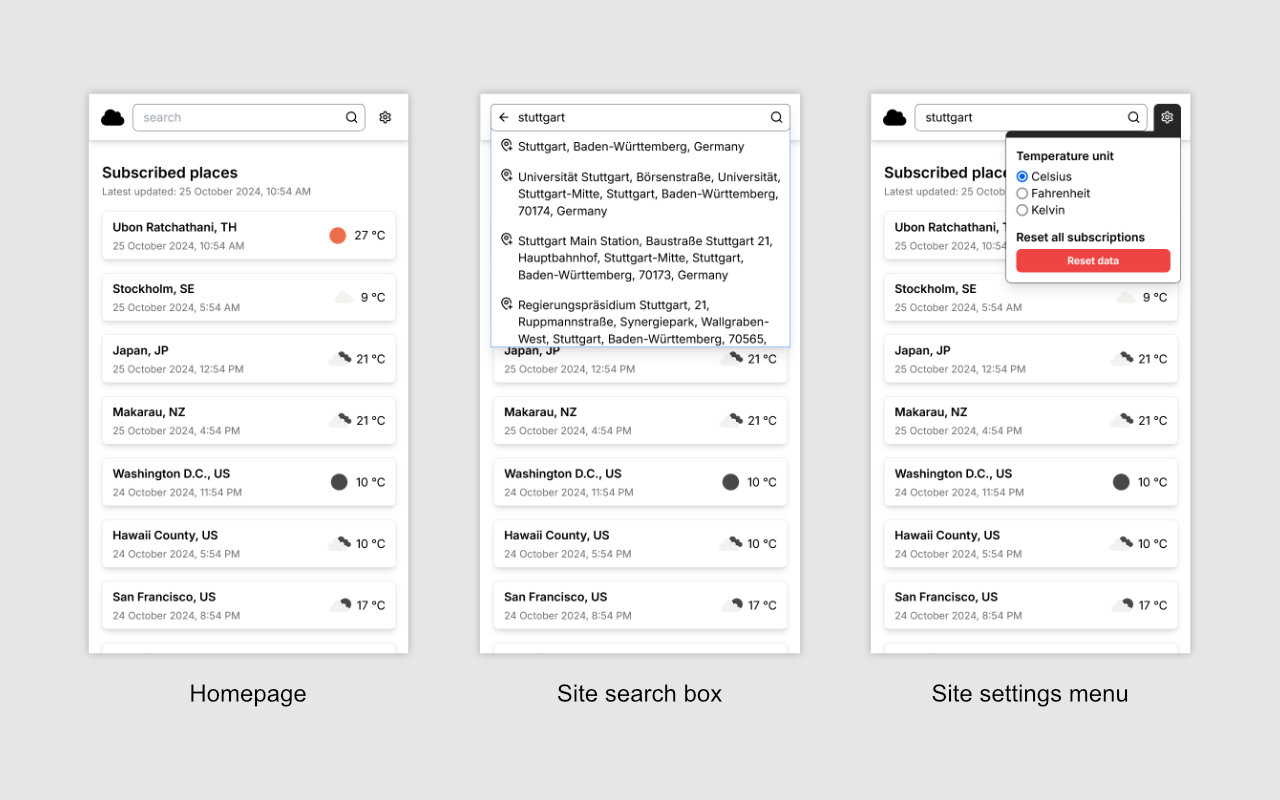 search
Subscribed places
Latest updated: 25 October 2024, 10:54 AM
Ubon Ratchathani, TH
25 October 2024, 10:54 AM
27 °C
Stockholm, SE
25 October 2024, 5:54 AM
9 °C
Japan, JP
25 October 2024, 12:54 PM
21 °C
Makarau, NZ
25 October 2024, 4:54 PM
21 °C
Washington D.C., US
24 October 2024, 11:54 PM
10 °C
Hawaii County, US
24 October 2024, 5:54 PM
10 °C
San Francisco, US
24 October 2024, 8:54 PM
17 °C
Homepage
stuttgart
Stuttgart, Baden-Württemberg, Germany
Universität Stuttgart, Börsenstraße, Universität,
Stuttgart-Mitte, Stuttgart, Baden-Württemberg,
70174, Germany
Stuttgart Main Station, Baustraße Stuttgart 21,
Hauptbahnhof, Stuttgart-Mitte, Stuttgart,
Baden-Württemberg, 70173, Germany
Regierungspräsidium Stuttgart, 21,
Ruppmannstraße, Synergiepark, Wallgraben-
West, Stuttgart, Baden-Württemberg, 70565,
Japan, JP
25 October 2024, 12:54 PM
21 °C
Makarau, NZ
25 October 2024, 4:54 PM
21 °C
Washington D.C., US
24 October 2024, 11:54 PM
10 °C
Hawaii County, US
24 October 2024, 5:54 PM
10 °C
San Francisco, US
24 October 2024, 8:54 PM
17 °C
Site search box
stuttgart
Subscribed place
Latest updated: 25 Octob
Temperature unit
Celsius
Fahrenheit
Kelvin
Reset all subscriptions
Reset data
Ubon Ratchathani, T
25 October 2024, 10:54
Stockholm, SE
25 October 2024, 5:54 AM
9 °C
Japan, JP
25 October 2024, 12:54 PM
21 °C
Makarau, NZ
25 October 2024, 4:54 PM
21 °C
Washington D.C., US
24 October 2024, 11:54 PM
10 °C
Hawaii County, US
24 October 2024, 5:54 PM
10 °C
San Francisco, US
24 October 2024, 8:54 PM
17 °C
Site settings menu